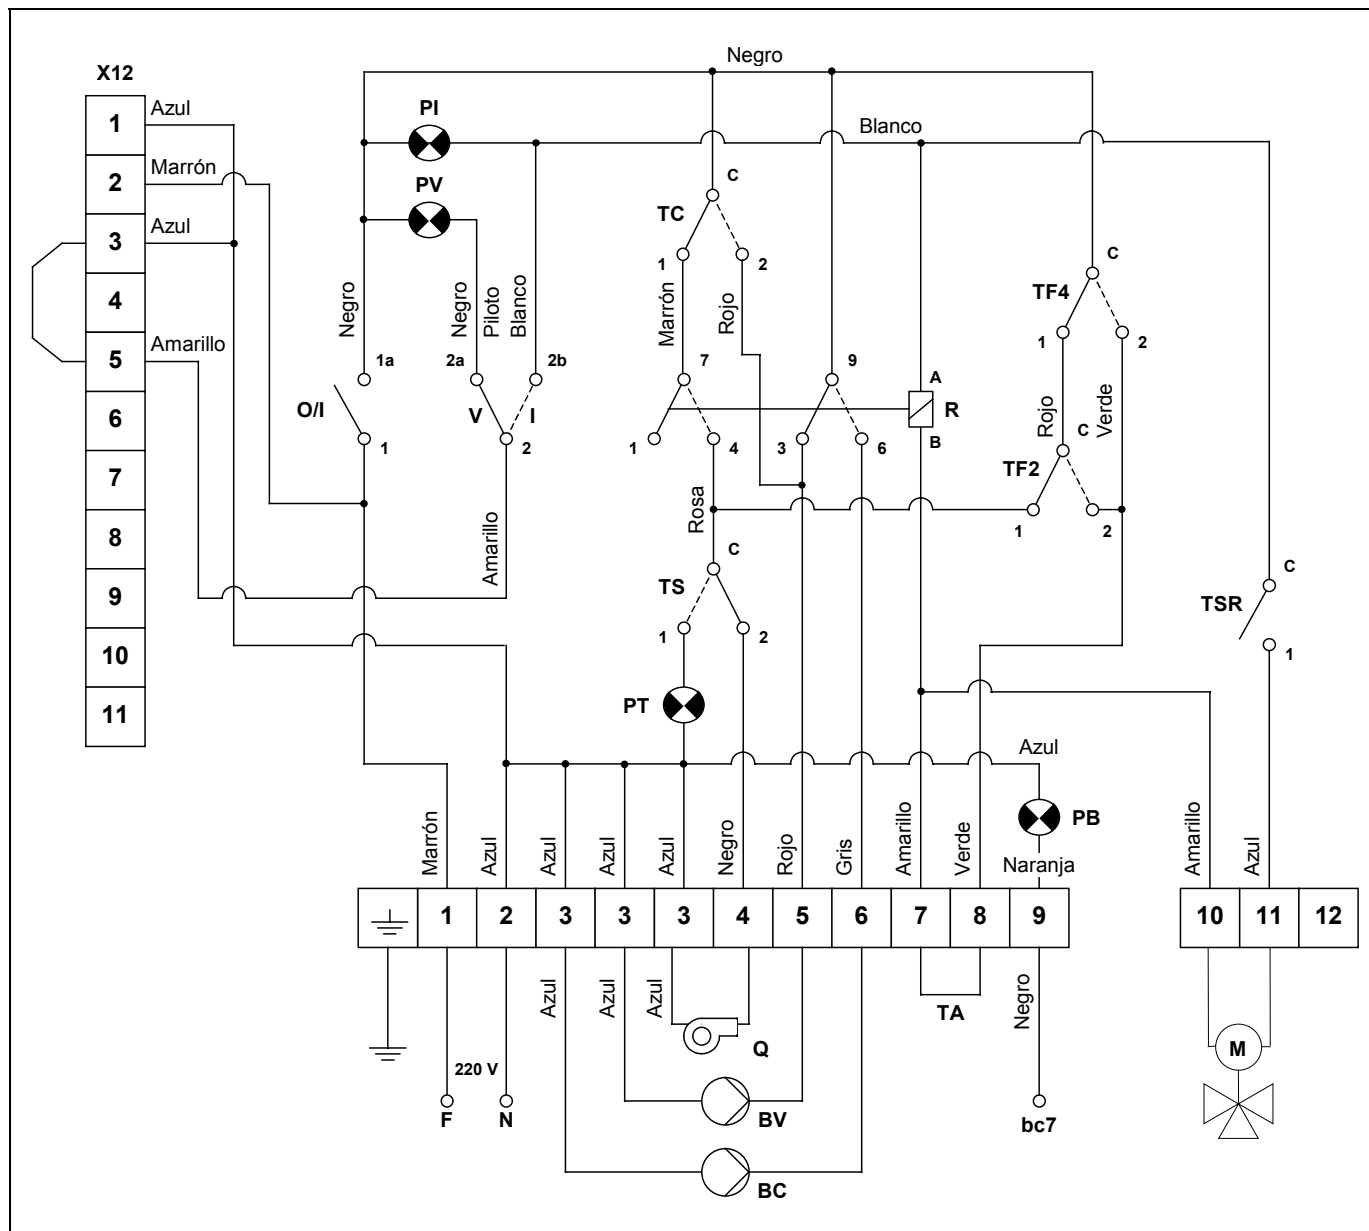 Negro
X12
Azul
1
Marrón
2
Azul
3
4
Amarillo
5
6
7
8
9
10
11
PI
Blanco
PV
C
TC
1
2
C
TF4
1
2
Negro
Negro
Piloto
Blanco
Marrón
Rojo
Rojo
Verde
1a
2a
2b
7
9
A
O/I
V
I
R
1
2
1
4
3
6
B
C
TF2
1
2
Amarillo
Rosa
C
TS
1
2
C
TSR
1
PT
Azul
PB
Marrón
Azul
Azul
Azul
Azul
Negro
Rojo
Gris
Amarillo
Verde
Naranja
Amarillo
Azul
1
2
3
3
3
4
5
6
7
8
9
10
11
12
Azul
Azul
Azul
Negro
TA
Q
M
220 V
F
N
BV
bc7
BC